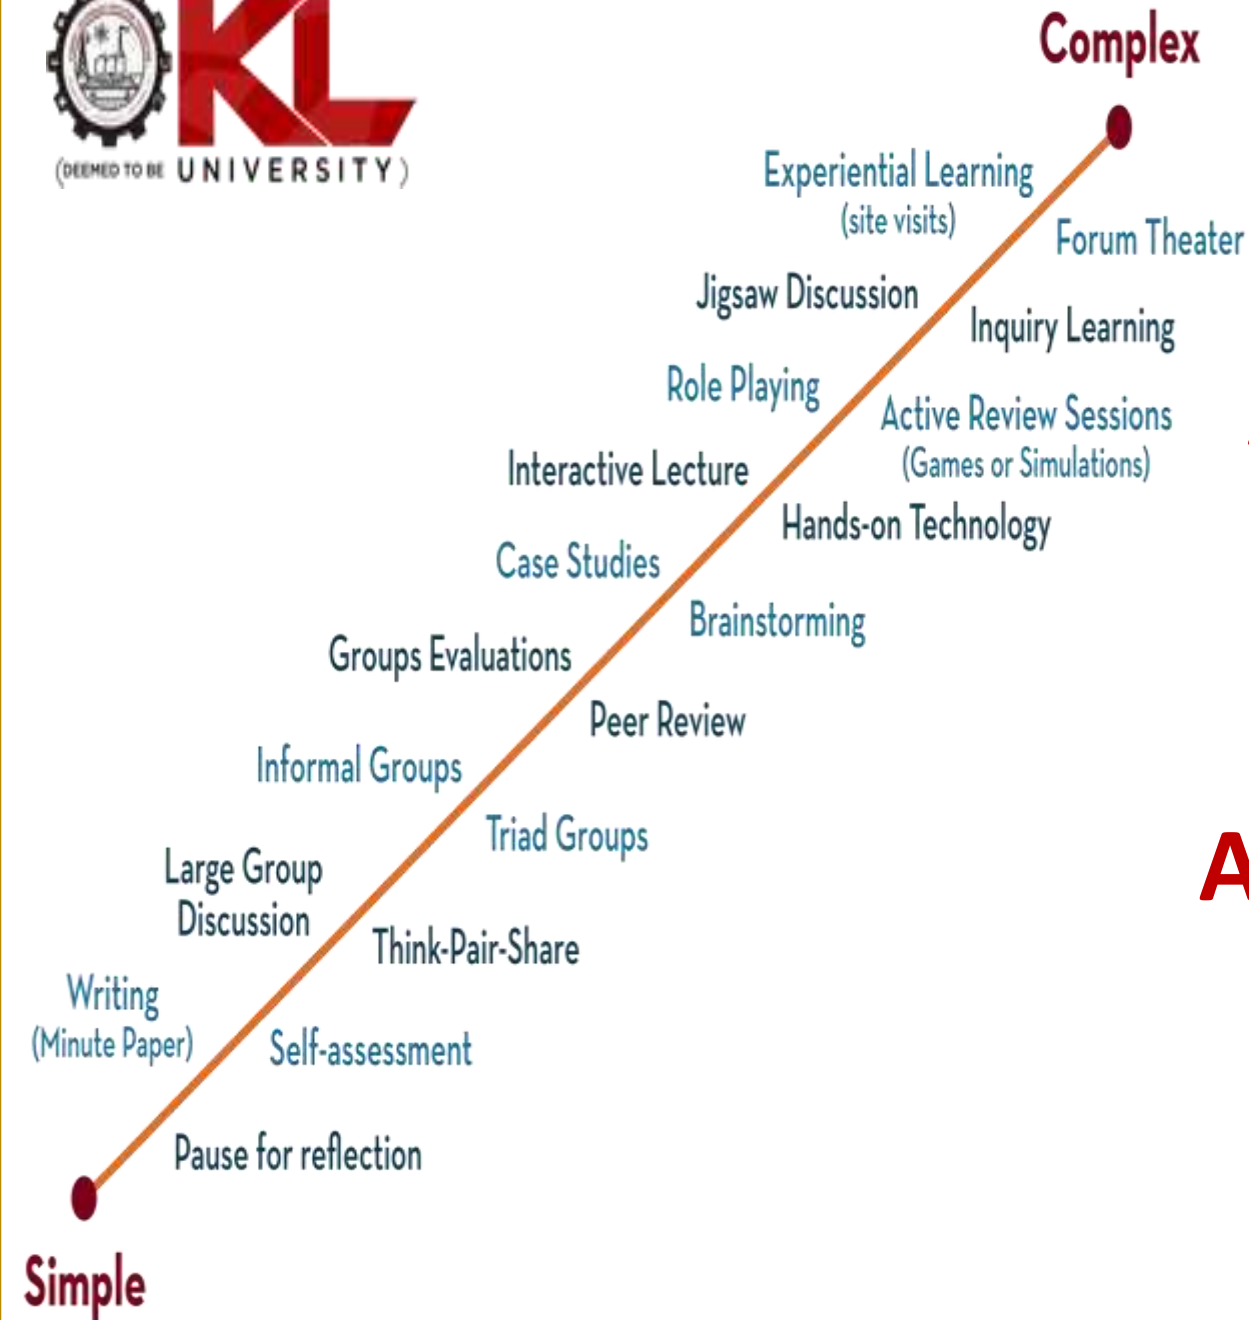 KL
(DEEMED TO BE UNIVERSITY)
Complex
Experiential Learning
(site visits)
Forum Theater
Jigsaw Discussion
Inquiry Learning
Role Playing
Active Review Sessions
(Games or Simulations)
Interactive Lecture
Hands-on Technology
Case Studies
Brainstorming
Groups Evaluations
Peer Review
Informal Groups
Triad Groups
Large Group
Discussion
Think-Pair-Share
Writing
(Minute Paper)
Self-assessment
Pause for reflection
Simple
A